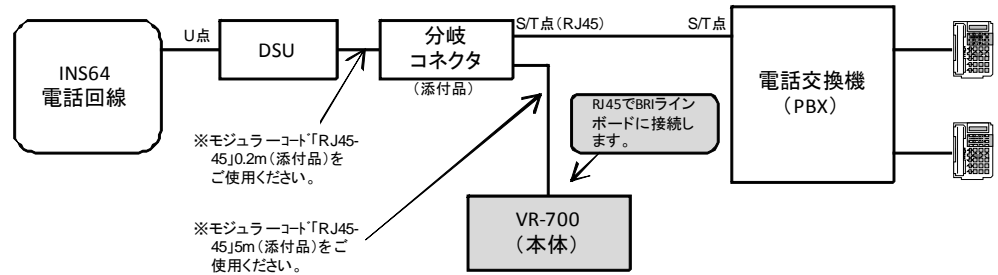 INS64
電話回線
U点
DSU
分岐
コネクタ
(添付品)
S/T点(RJ45)
S/T点
電話交換機
(PBX)
RJ45でBRIライン
ボードに接続し
ます。
※モジュラーコード「RJ45-
45」0.2m(添付品)を
ご使用ください。
※モジュラーコード「RJ45-
45」5m(添付品)をご
使用ください。
VR-700
(本体)